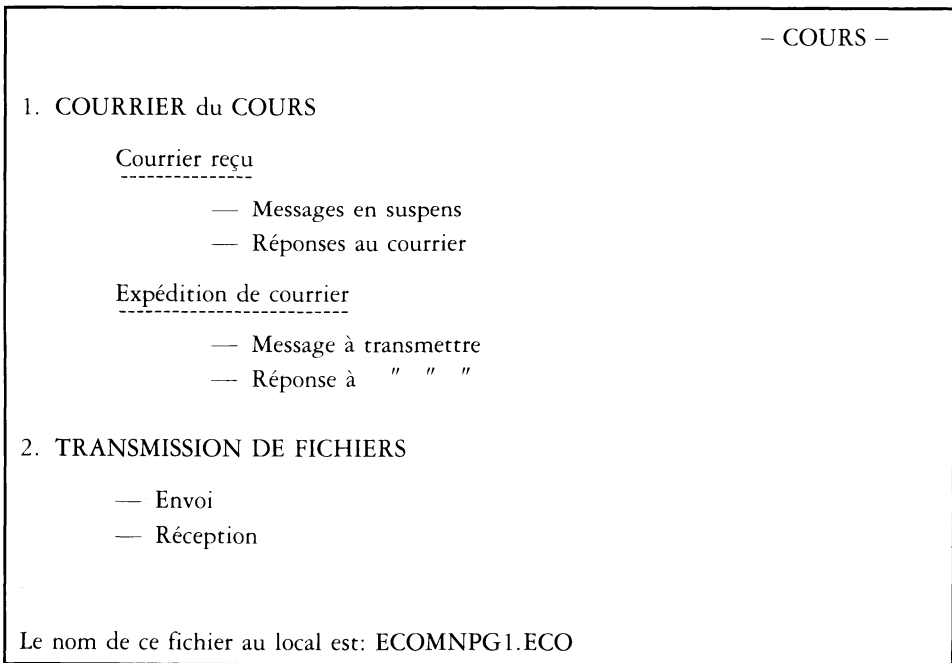 – COURS –
1. COURRIER du COURS
Courrier reçu
— Messages en suspens
— Réponses au courrier
Expédition de courrier
— Message à transmettre
— Réponse à " " "
2. TRANSMISSION DE FICHIERS
— Envoi
— Réception
Le nom de ce fichier au local est: ECOMNPG1.ECO